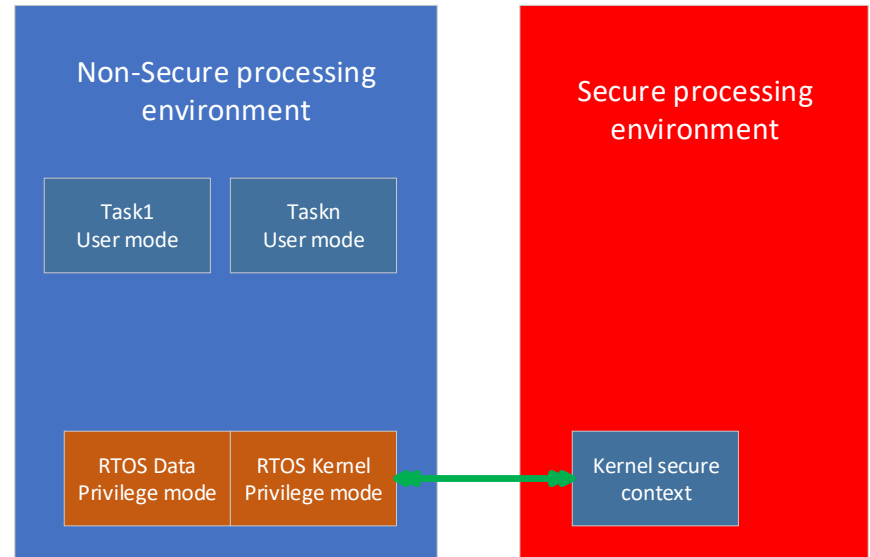 Non-Secure processing
environment
Secure processing
environment
Task1
User mode
Taskn
User mode
RTOS Data
Privilege mode
RTOS Kernel
Privilege mode
Kernel secure
context